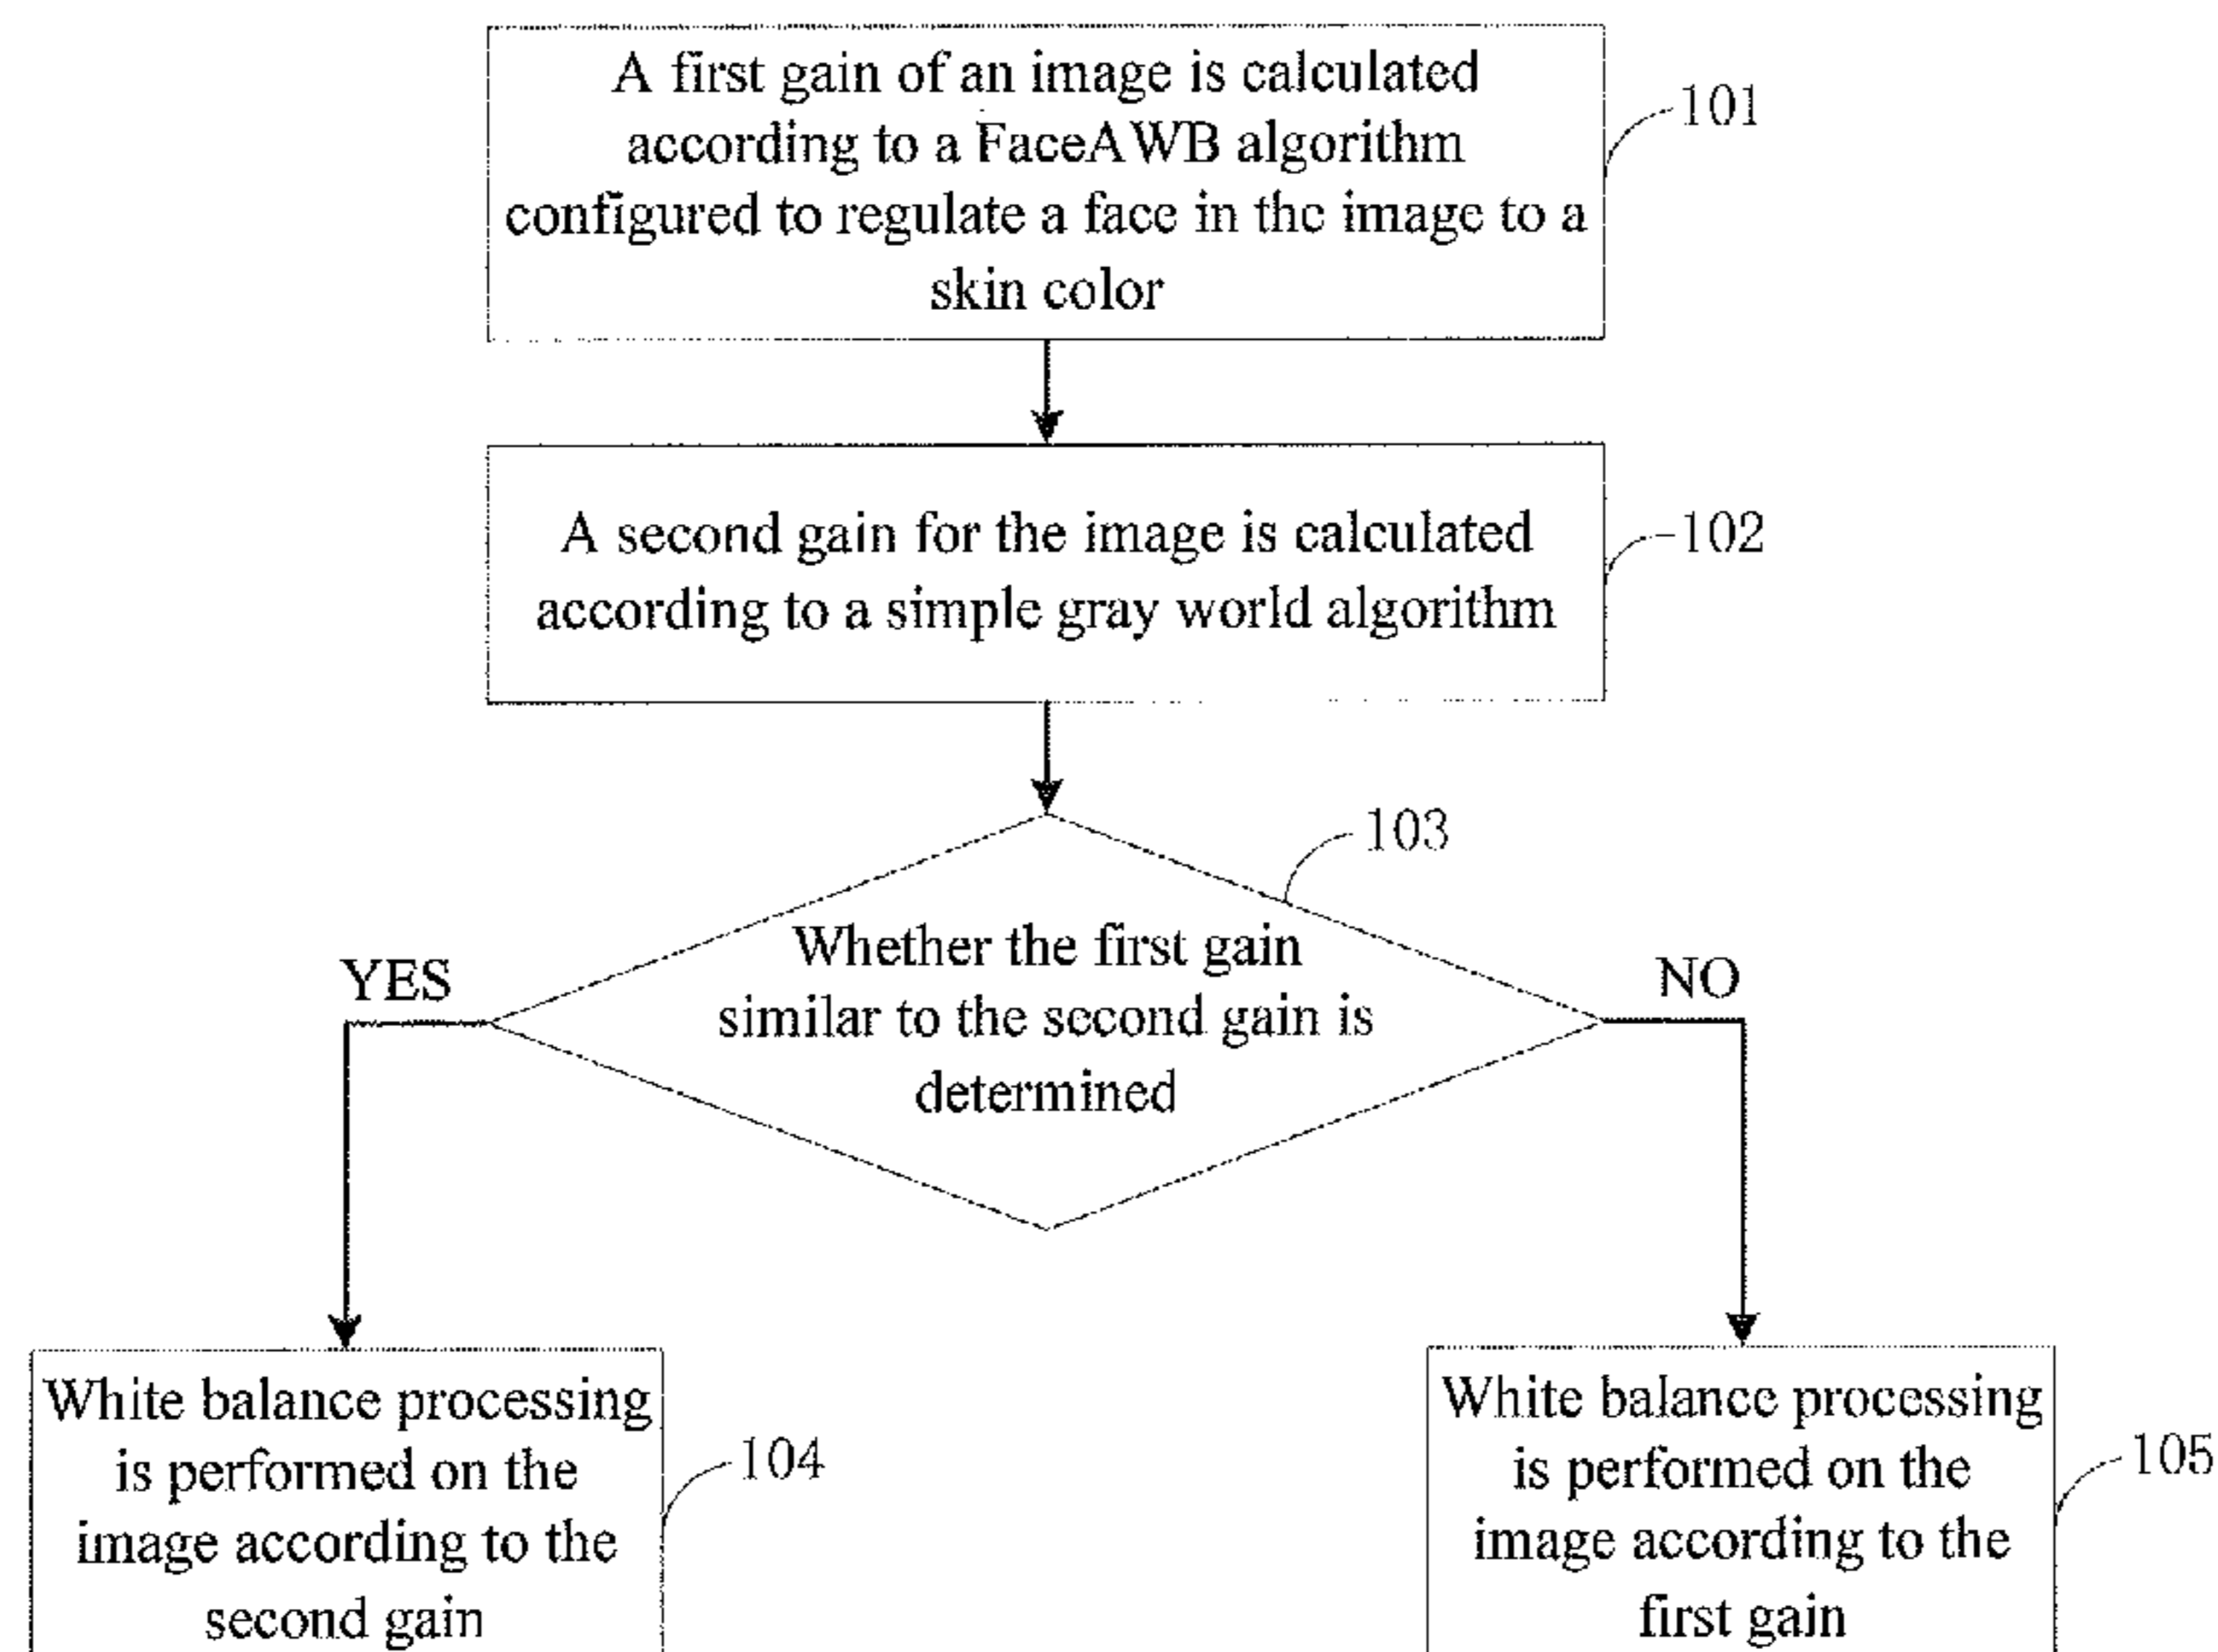 A first gain of an image is calculated
according to a FaceAWB algorithm
configured to regulate a face in the image to a
skin color
101
A second gain for the image is calculated
according to a simple gray world algorithm
102
103
Whether the first gain
similar to the second gain is
determined
YES
NO
White balance processing
is performed on the
image according to the
second gain
104
White balance processing
is performed on the
image according to the
first gain
105